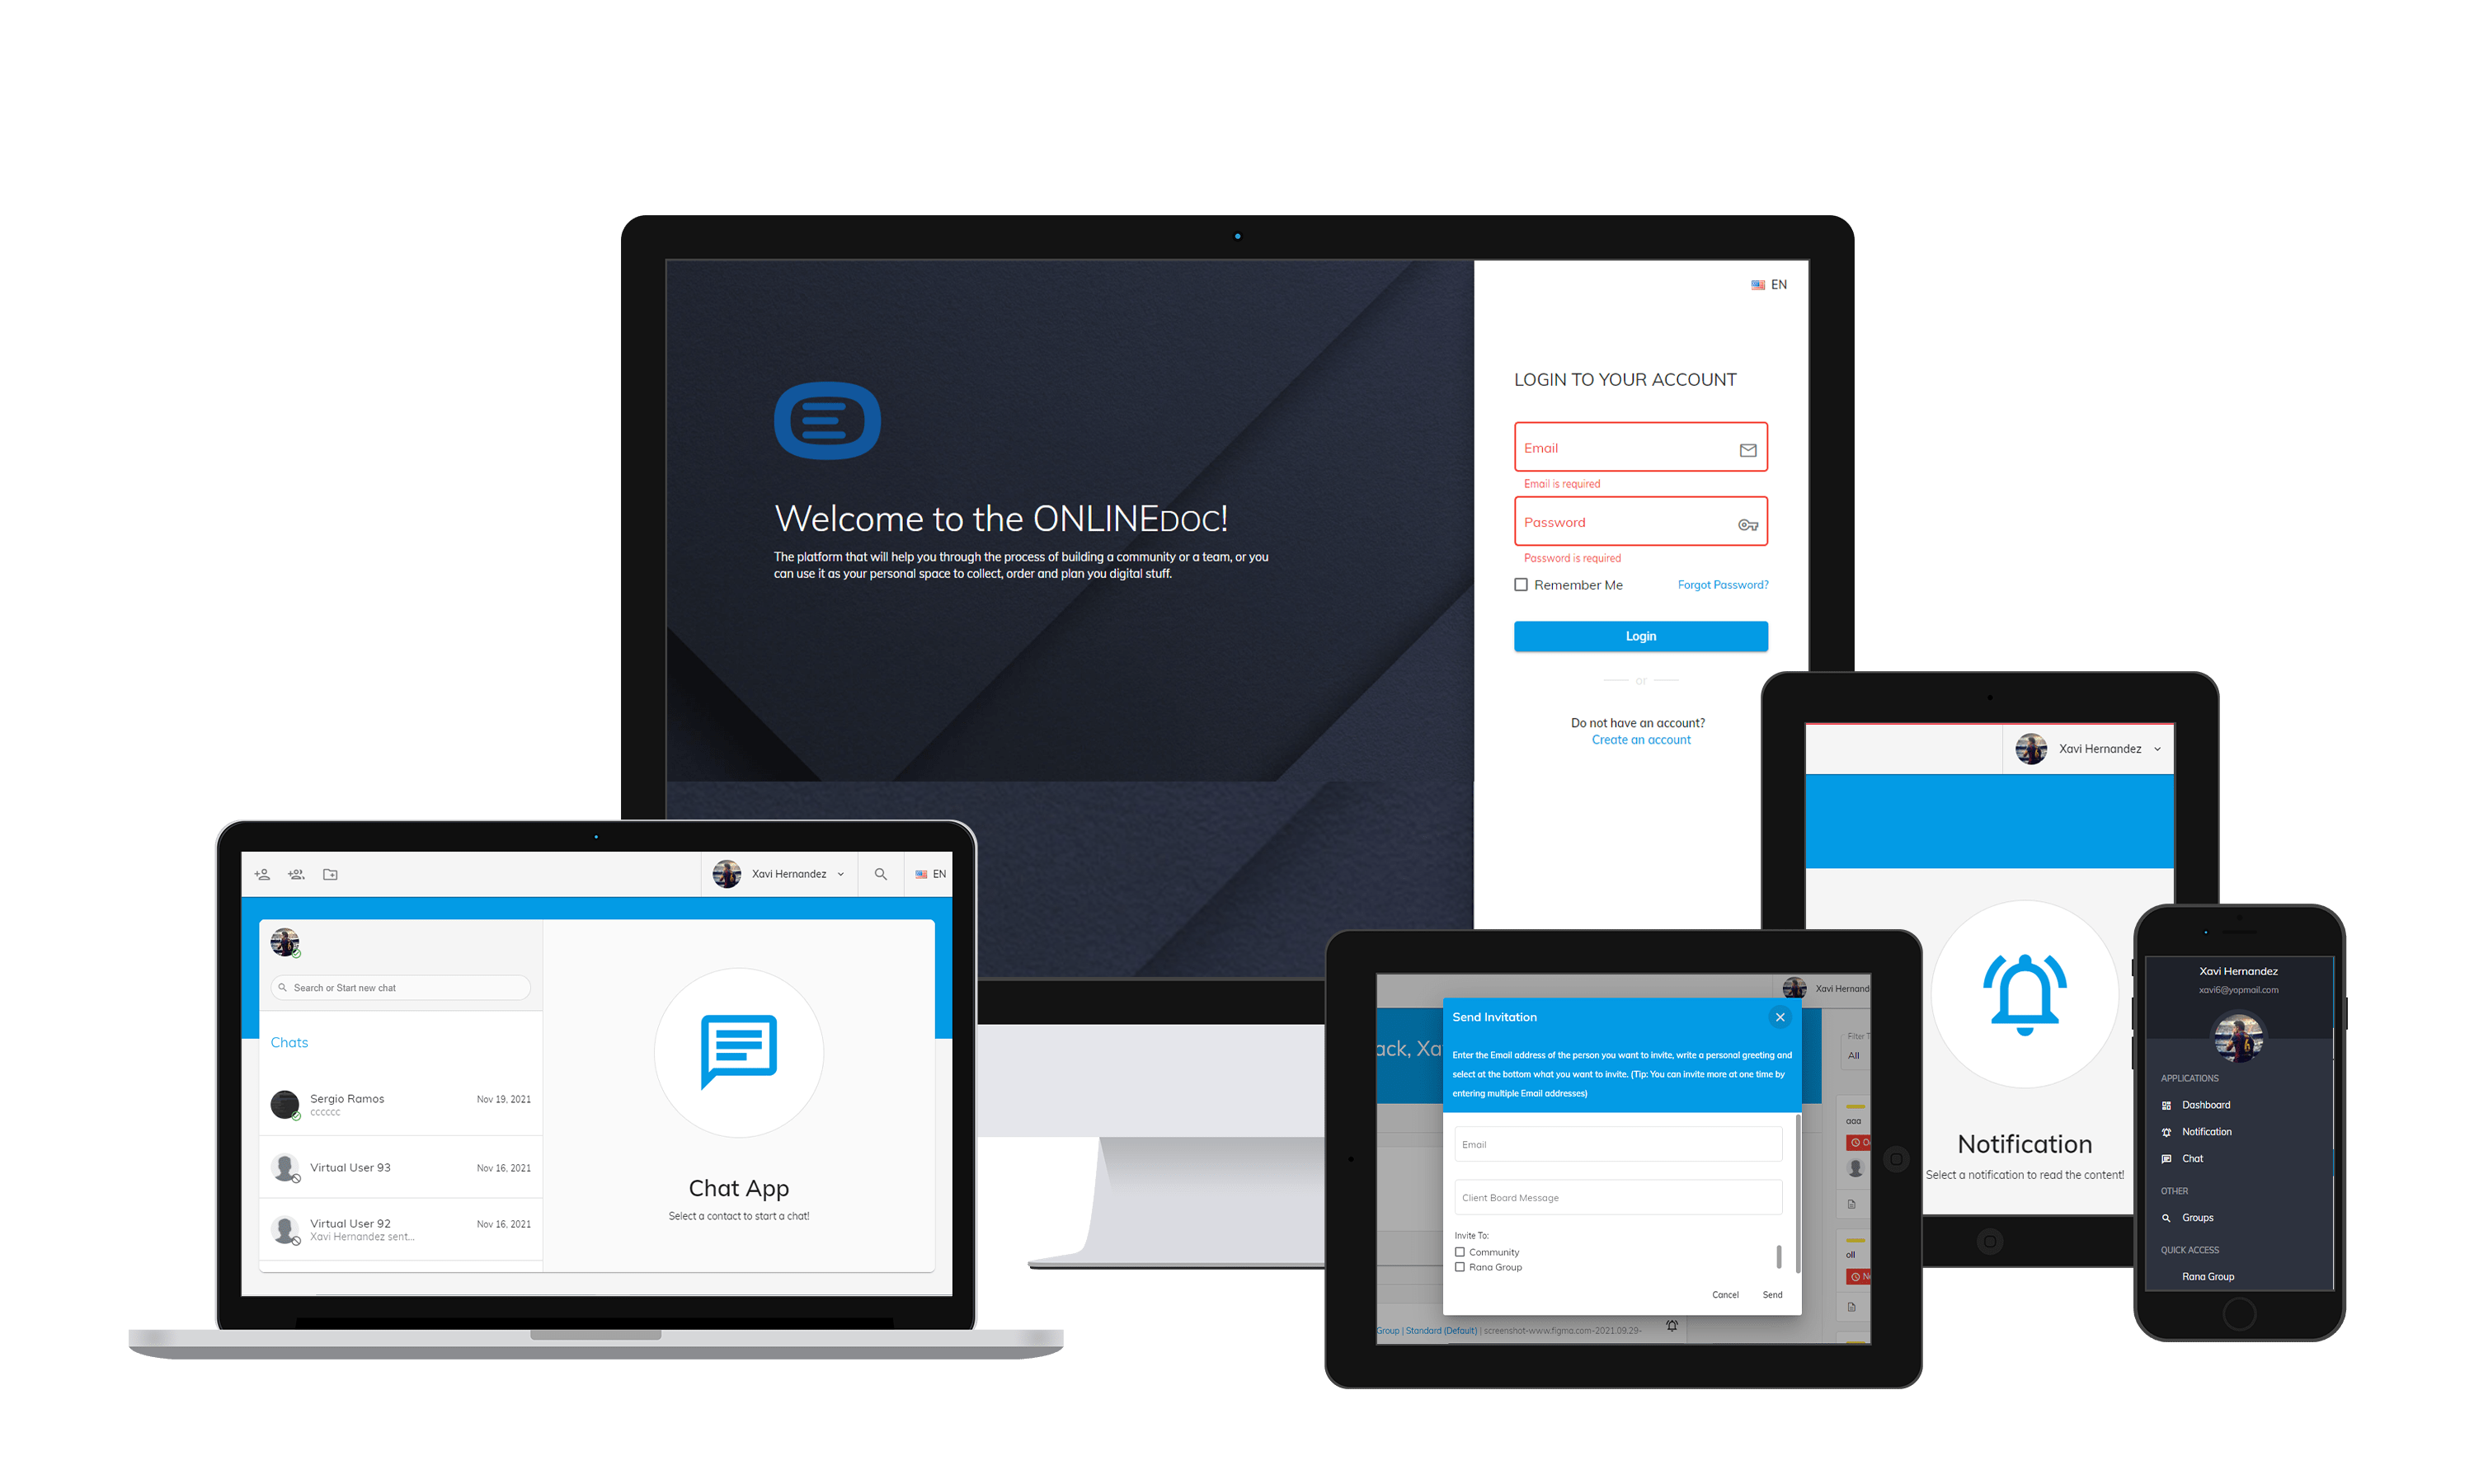 EN
LOGIN TO YOUR ACCOUNT
Email
Email is required
Password
Password is required
Remember Me
Forgot Password?
Login
or
Do not have an account?
Create an account
Welcome to the ONLINEDOC!
The platform that will help you through the process of building a community or a team, or you
can use it as your personal space to collect, order and plan you digital stuff.
Xavi Hernandez
EN
Search or Start new chat
Chats
Sergio Ramos
Nov 19, 2021
cccccc
Virtual User 93
Nov 16, 2021
Virtual User 92
Nov 16, 2021
Xavi Hernandez sent...
Chat App
Select a contact to start a chat!
Xavi Hernand
ack, Xa
Filter T
All
Send Invitation
Enter the Email address of the person you want to invite, write a personal greeting and
select at the bottom what you want to invite. (Tip: You can invite more at one time by
entering multiple Email addresses)
Email
Client Board Message
Invite To:
Community
Rana Group
Cancel
Send
aaa
oll
Group | Standard (Default) | screenshot-www.figma.com-2021.09.29-
Xavi Hernandez
Notification
Select a notification to read the content!
Xavi Hernandez
xavi6@yopmail.com
6
APPLICATIONS
Dashboard
Notification
Chat
OTHER
Groups
QUICK ACCESS
Rana Group